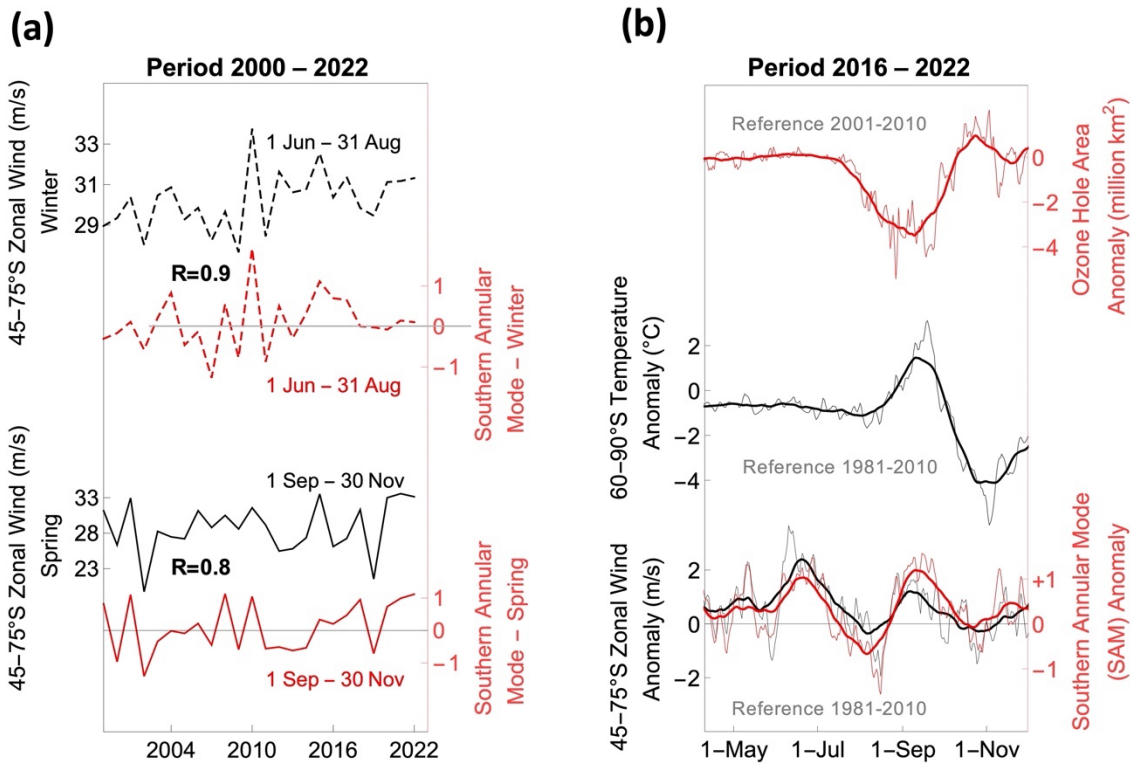 (a)
Period 2000 – 2022
45-75°S Zonal Wind (m/s)
Winter
33
31
29
1 Jun – 31 Aug
R=0.9
1
0
−1
Southern Annular
Mode – Winter
1 Jun – 31 Aug
45-75°S Zonal Wind (m/s)
Spring
33
28
23
1 Sep – 30 Nov
R=0.8
1
0
−1
Southern Annular
Mode – Spring
1 Sep – 30 Nov
2004
2010
2016
2022
(b)
Period 2016 – 2022
Reference 2001-2010
0
−2
−4
Ozone Hole Area
Anomaly (million km²)
60–90°S Temperature
Anomaly (°C)
2
0
−2
−4
Reference 1981-2010
45–75°S Zonal Wind
Anomaly (m/s)
2
0
−2
+1
0
−1
Southern Annular Mode
(SAM) Anomaly
Reference 1981-2010
1−May
1−Jul
1−Sep
1−Nov